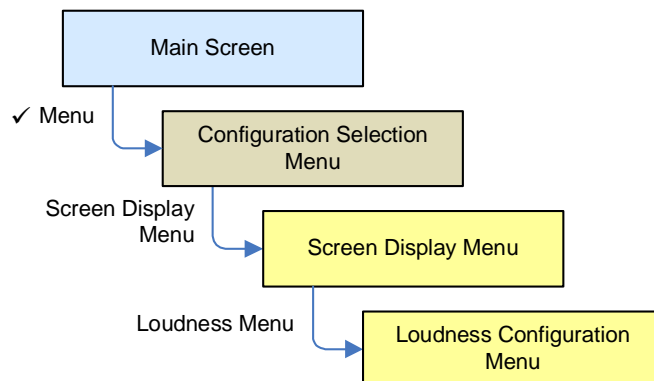 Main Screen
✓ Menu
Configuration Selection
Menu
Screen Display
Menu
Screen Display Menu
Loudness Menu
Loudness Configuration
Menu